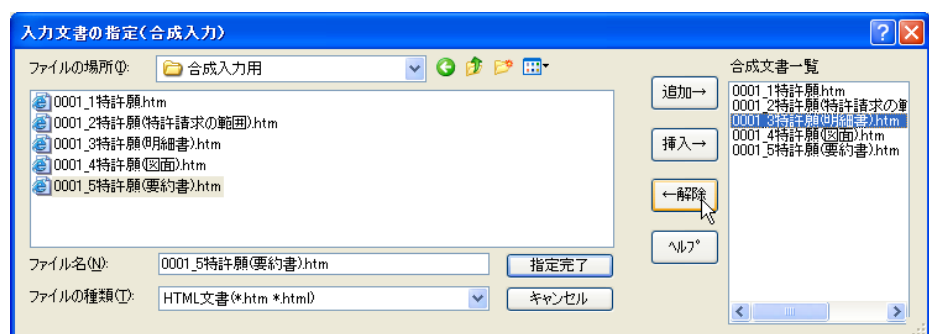 入力文書の指定(合成入力)
ファイルの場所(I):
合成入力用
0001_1特許願.htm
0001_2特許願(特許請求の範囲).htm
0001_3特許願(明細書).htm
0001_4特許願(図面).htm
0001_5特許願(要約書).htm
ファイル名(N):
0001_5特許願(要約書).htm
指定完了
ファイルの種類(T):
HTML文書(*.htm *.html)
キャンセル
追加→
挿入→
←解除
ヘルプ
合成文書一覧
0001_1特許願.htm
0001_2特許願(特許請求の範
0001_3特許願(明細書).htm
0001_4特許願(図面).htm
0001_5特許願(要約書).htm